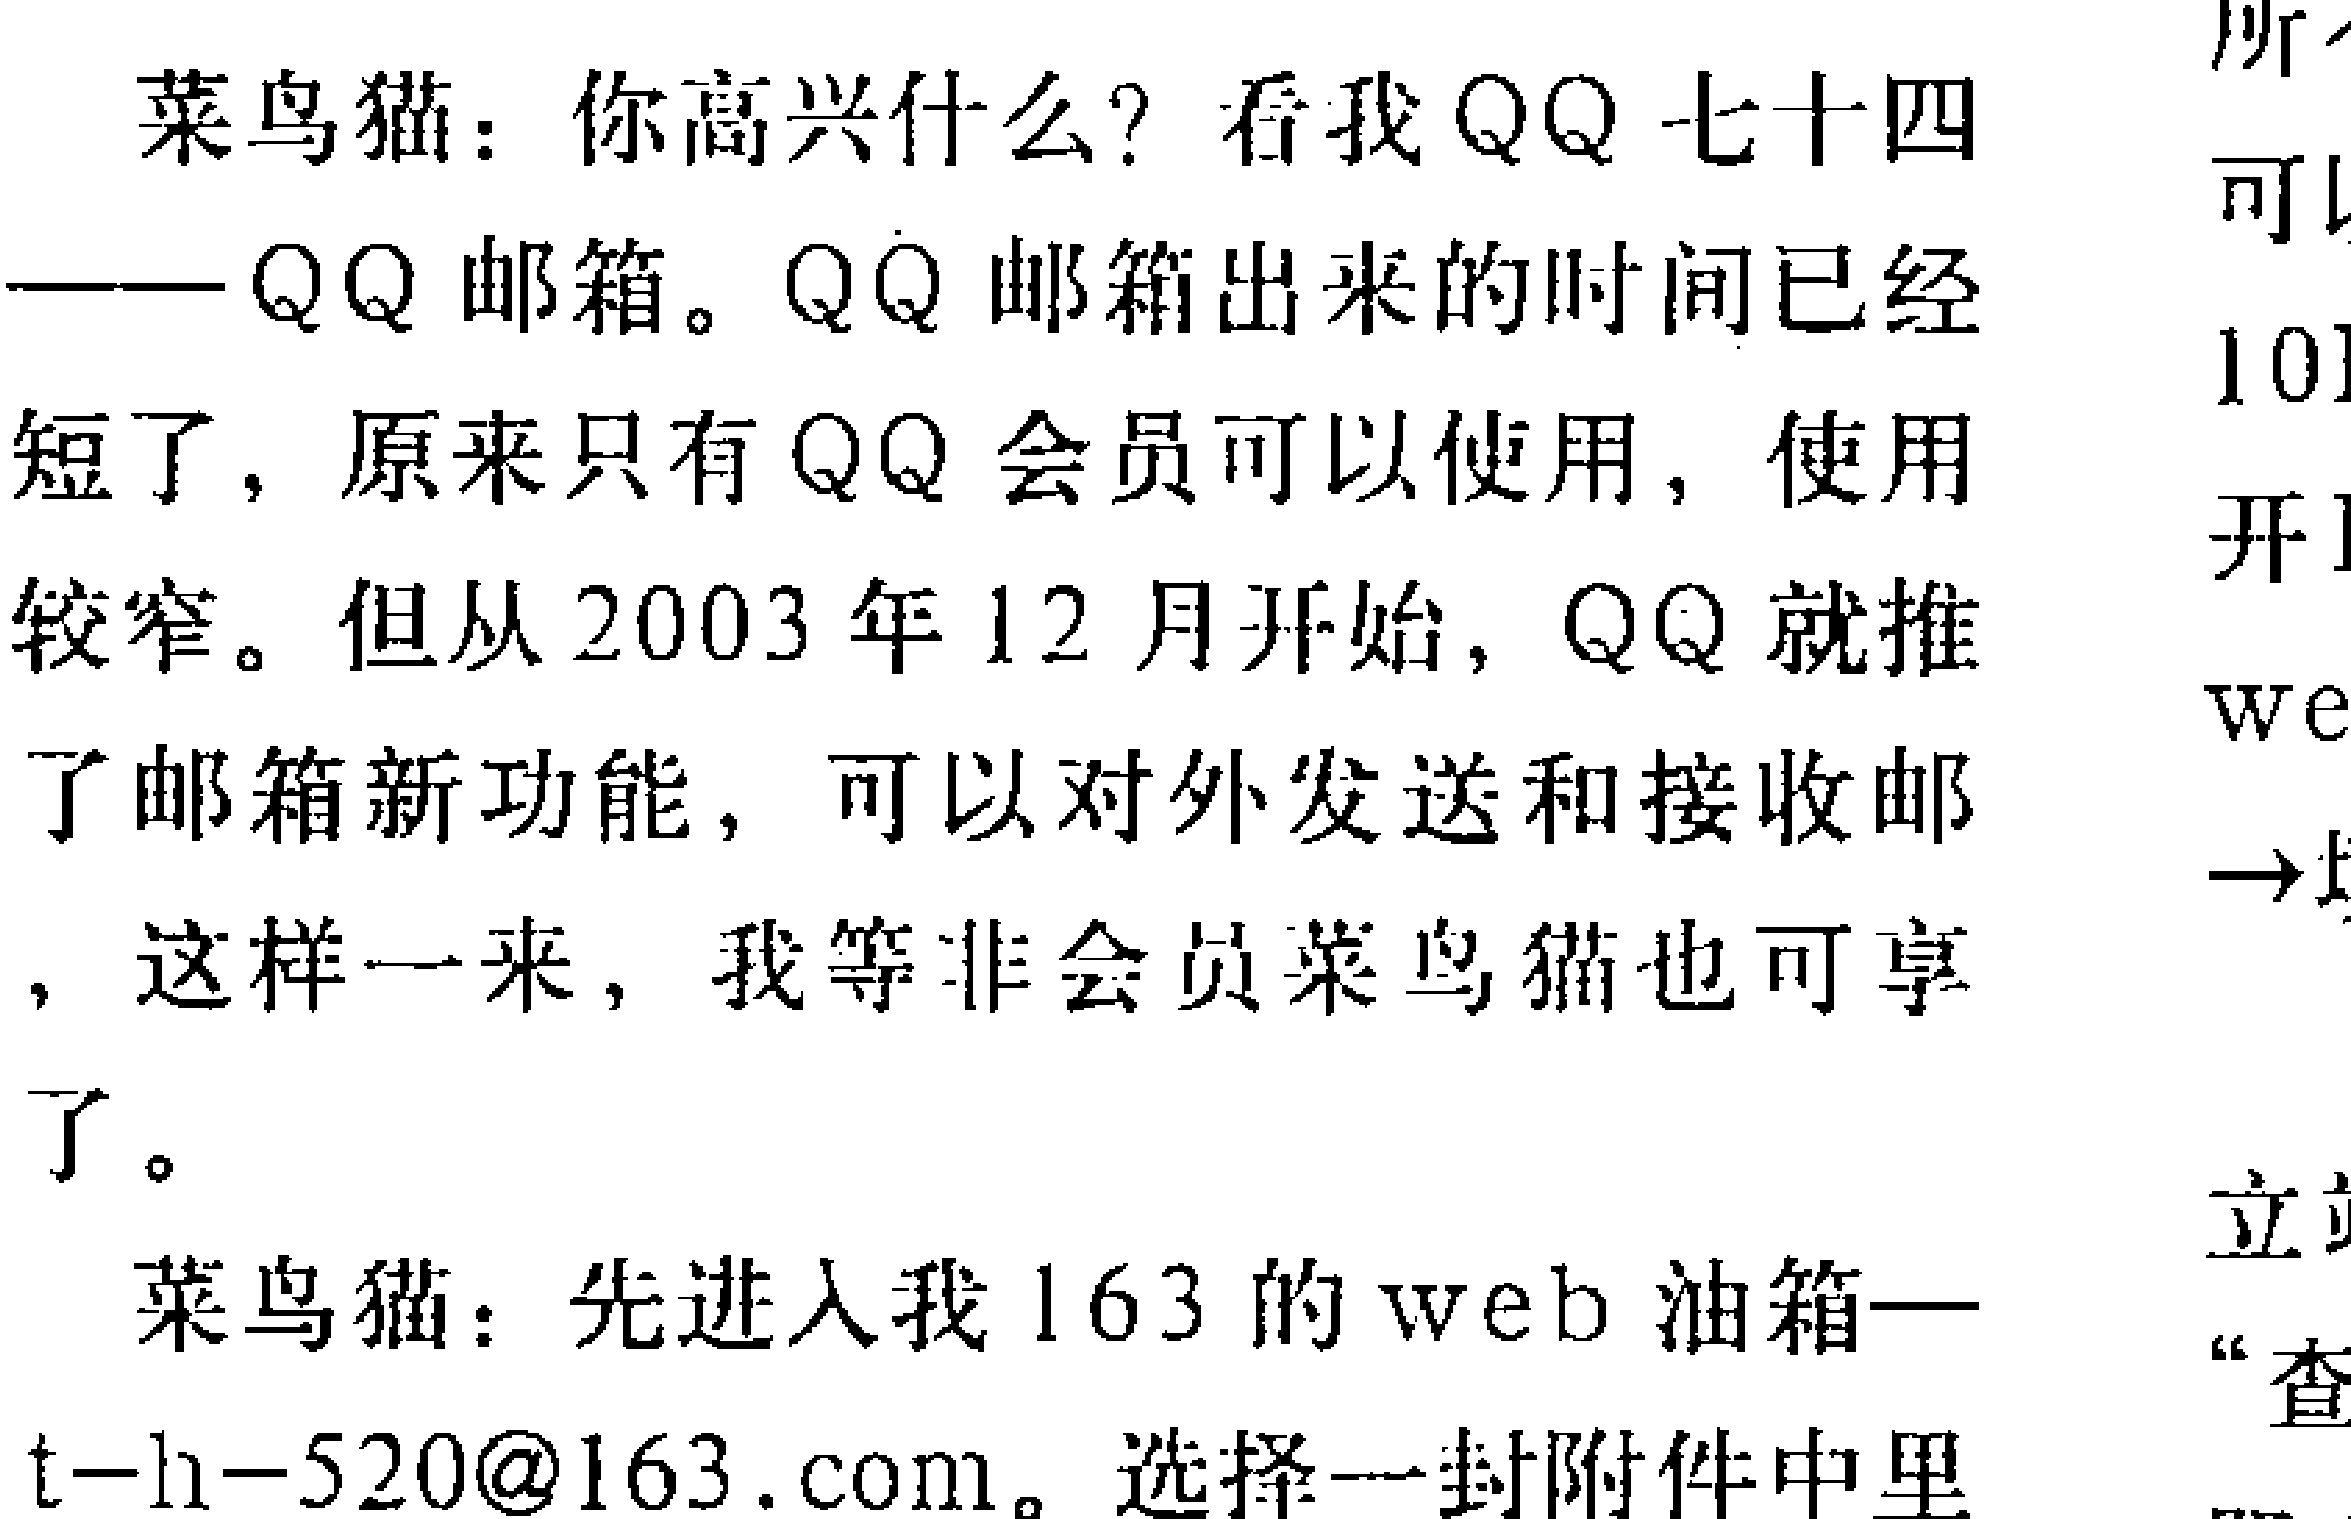 菜鸟猫：你高兴什么？看我QQ七十四
——QQ邮箱。QQ邮箱出来的时间已经
短了，原来只有QQ会员可以使用，使用
较窄。但从2003年12月开始，QQ就推
了邮箱新功能，可以对外发送和接收邮
，这样一来，我等非会员菜鸟猫也可享
了。
菜鸟猫：先进入我163的web油箱—
t-h-520@163.com。选择一封附件中里
所
可以
10
开
we
→
立
“查